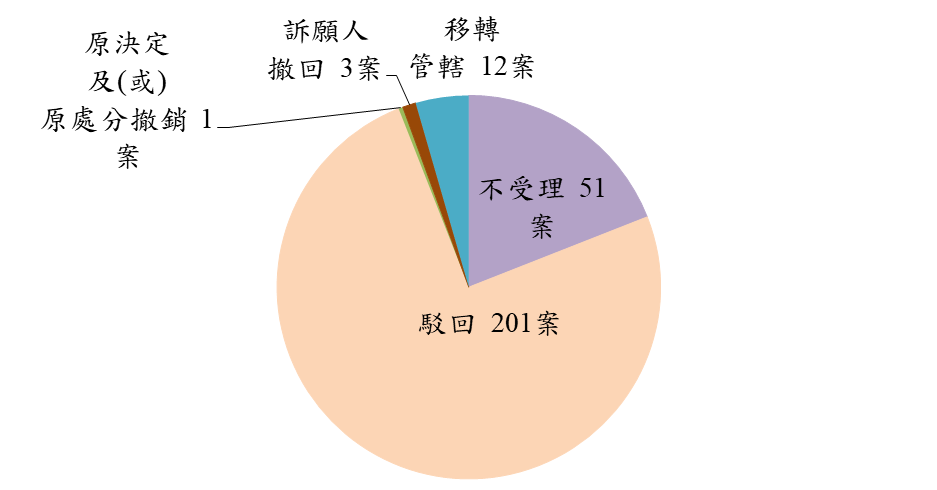 原決定
及(或)
原處分撤銷 1
案
訴願人
撤回 3案
移轉
管轄 12案
不受理 51
案
駁回 201案